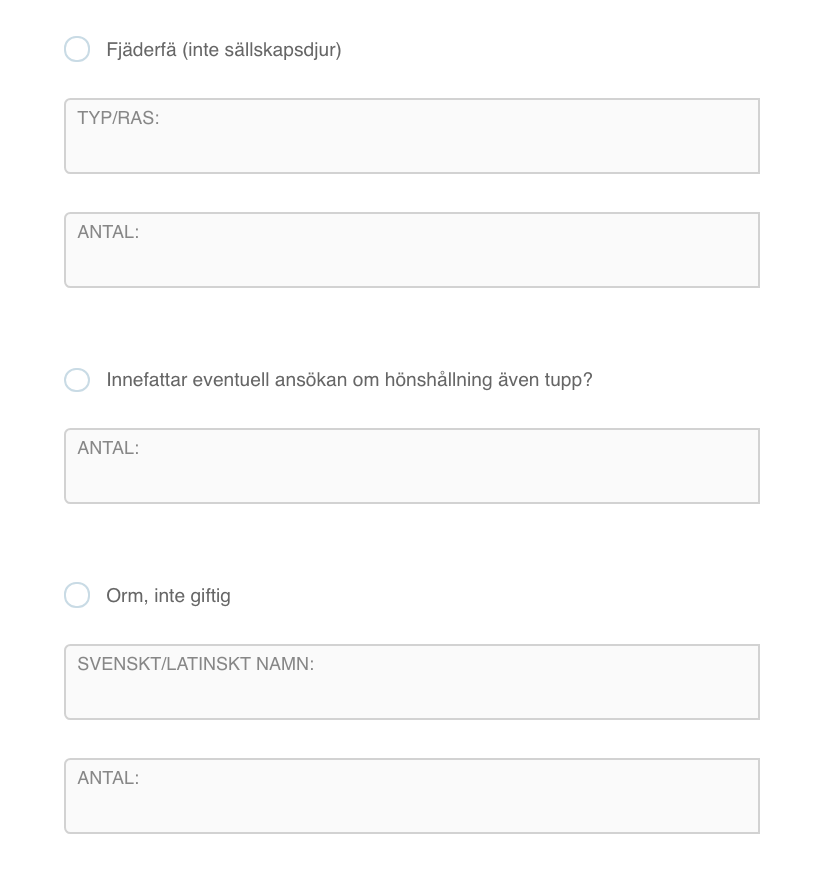 Fjäderfä (inte sällskapsdjur)
TYP/RAS:
ANTAL:
Innefattar eventuell ansökan om hönshållning även tupp?
ANTAL:
Orm, inte giftig
SVENSKT/LATINSKT NAMN:
ANTAL: